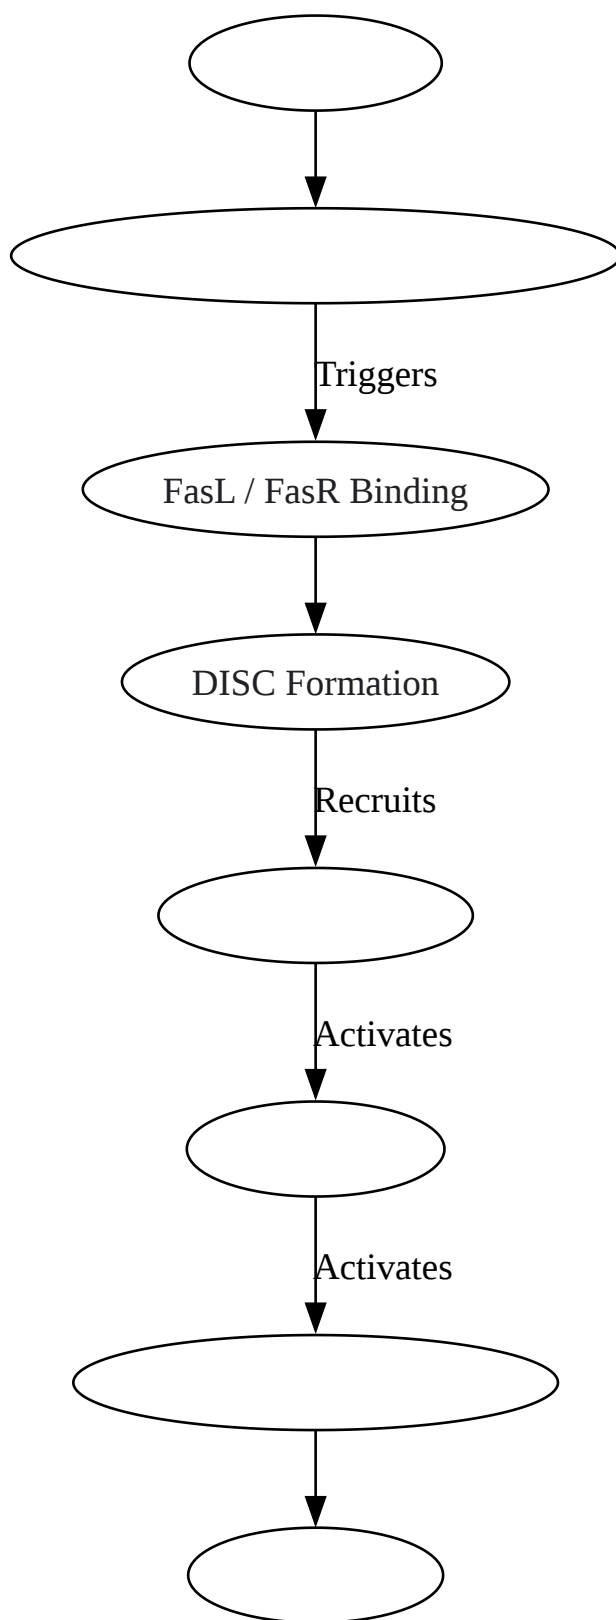 Triggers
FasL / FasR Binding
DISC Formation
Recruits
Activates
Activates